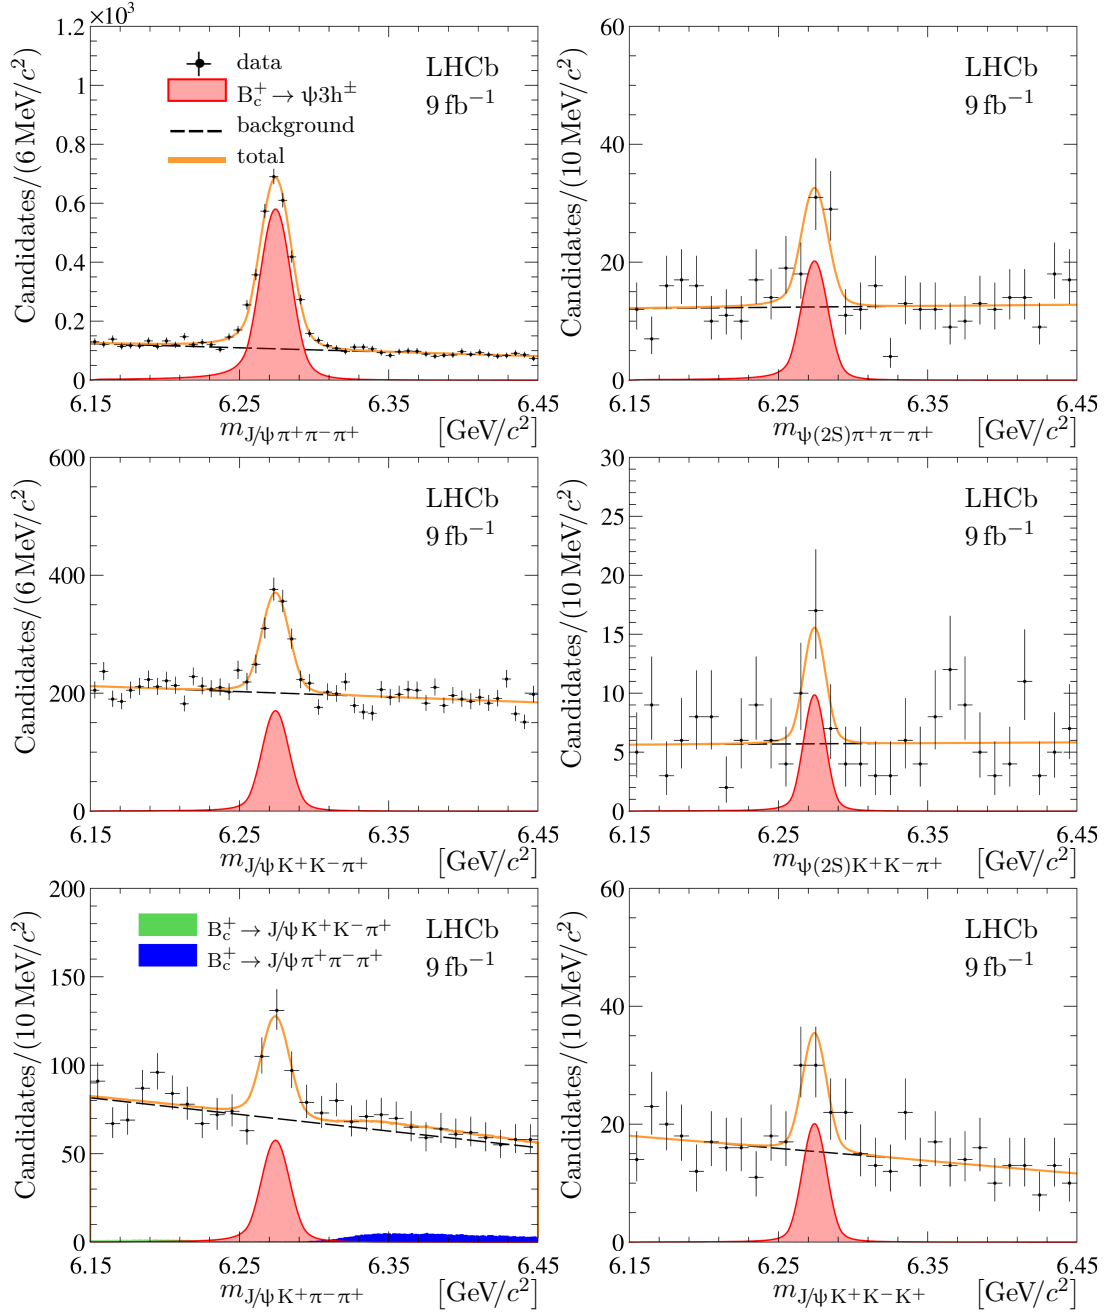 ×10³
Candidates/(6 MeV/c²)
1.2
1
0.8
0.6
0.4
0.2
0
data
B_c⁺ → ψ3h^±
background
total
LHCb
9 fb⁻¹
6.15 6.25 6.35 6.45
m_J/ψπ⁺π⁻π⁺ [GeV/c²]
Candidates/(10 MeV/c²)
60
40
20
0
LHCb
9 fb⁻¹
6.15 6.25 6.35 6.45
m_ψ(2S)π⁺π⁻π⁺ [GeV/c²]
Candidates/(6 MeV/c²)
600
400
200
0
LHCb
9 fb⁻¹
6.15 6.25 6.35 6.45
m_J/ψK⁺K⁻π⁺ [GeV/c²]
Candidates/(10 MeV/c²)
30
25
20
15
10
5
0
LHCb
9 fb⁻¹
6.15 6.25 6.35 6.45
m_ψ(2S)K⁺K⁻π⁺ [GeV/c²]
Candidates/(10 MeV/c²)
200
150
100
50
0
B_c⁺ → J/ψK⁺K⁻π⁺
B_c⁺ → J/ψπ⁺π⁻π⁺
LHCb
9 fb⁻¹
6.15 6.25 6.35 6.45
m_J/ψK⁺π⁻π⁺ [GeV/c²]
Candidates/(10 MeV/c²)
60
40
20
0
LHCb
9 fb⁻¹
6.15 6.25 6.35 6.45
m_J/ψK⁺K⁻K⁺ [GeV/c²]